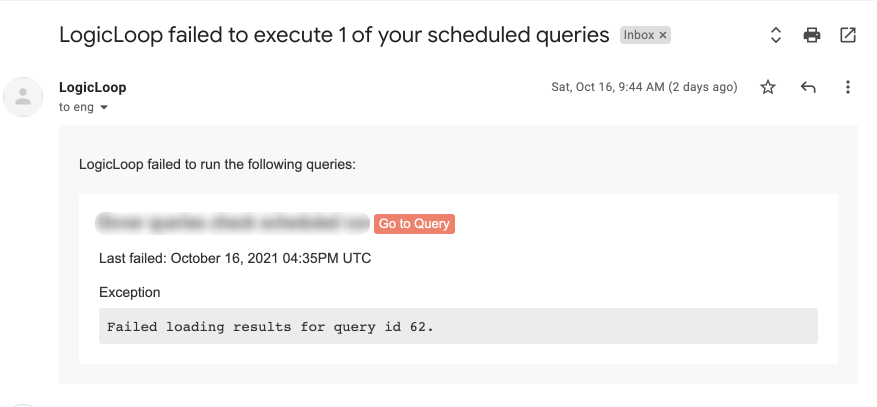 LogicLoop failed to execute 1 of your scheduled queries Inbox ×
LogicLoop Sat, Oct 16, 9:44 AM (2 days ago)
to eng
LogicLoop failed to run the following queries:
Go to Query
Last failed: October 16, 2021 04:35PM UTC
Exception
Failed loading results for query id 62.